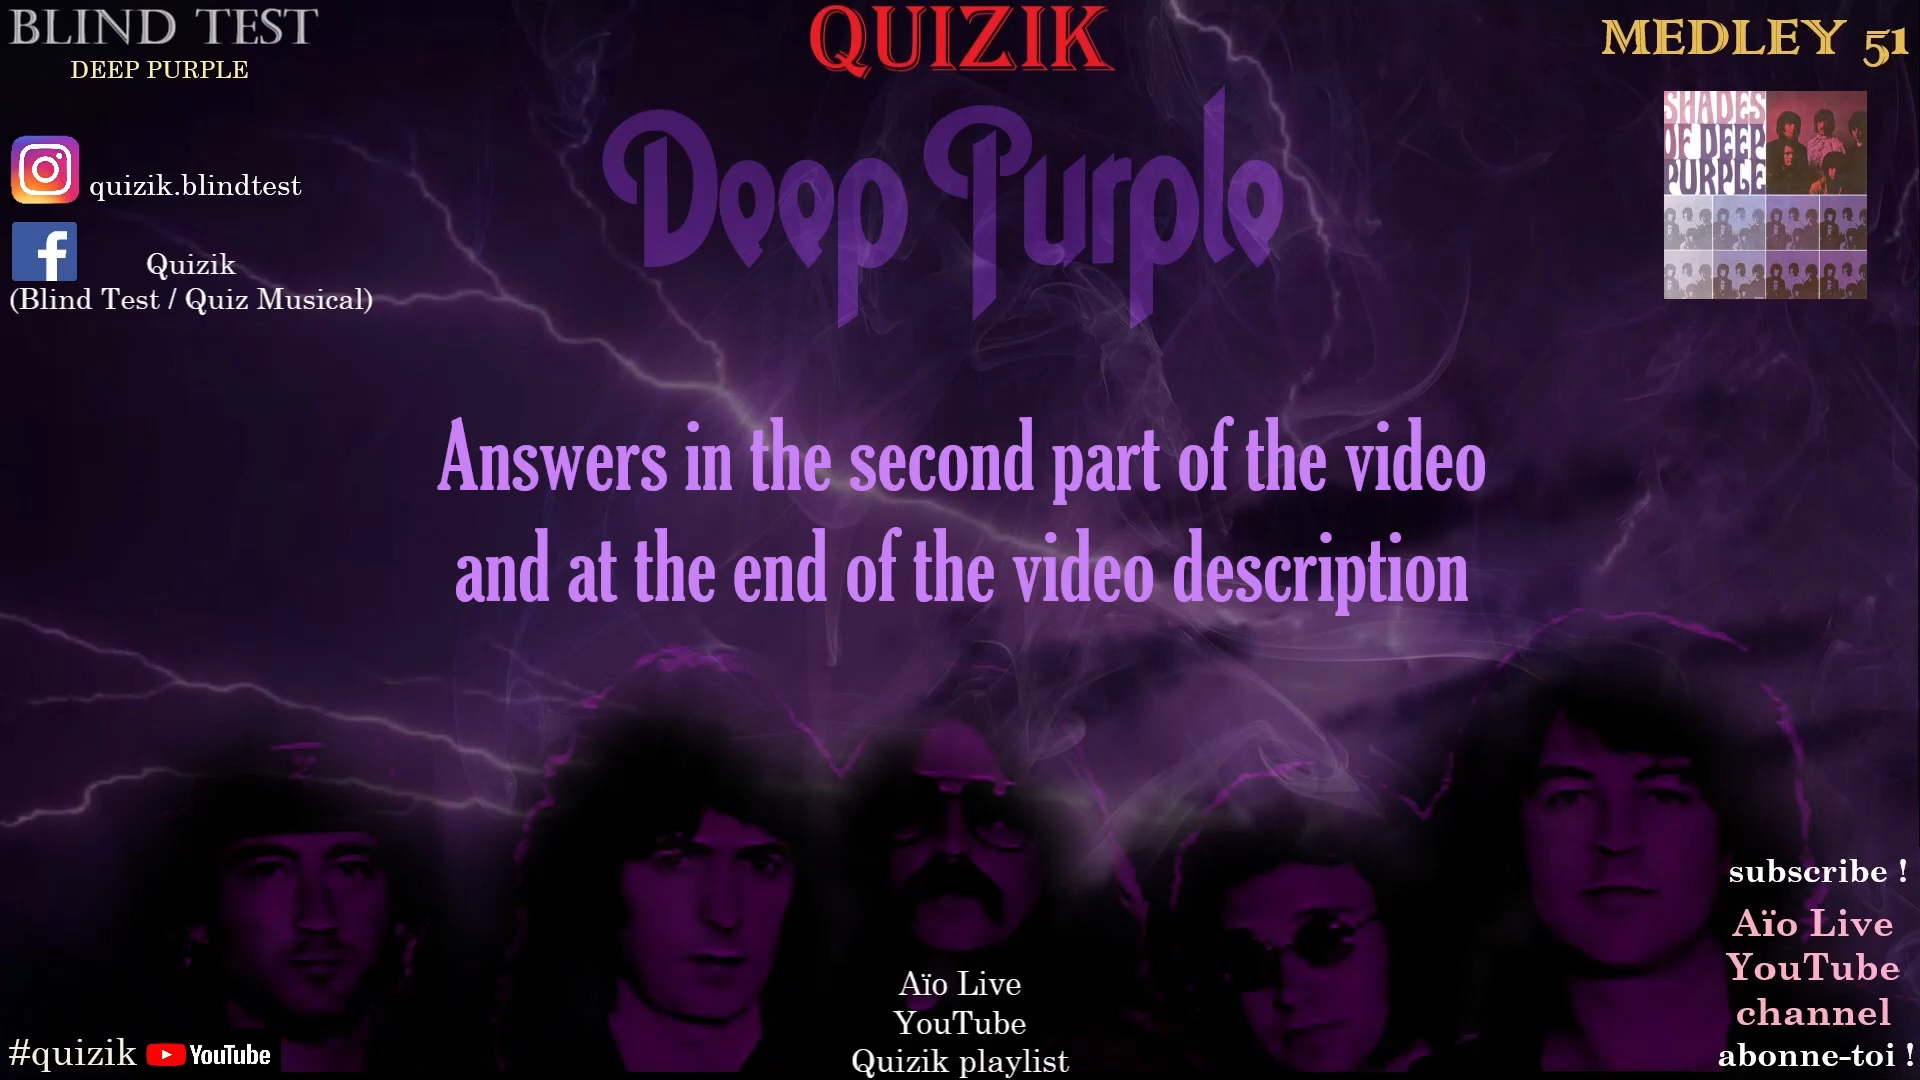 BLIND TEST
DEEP PURPLE
QUIZIK
MEDLEY 51
Deep Purple
SHADES
OF DEEP
PURPLE
quizik.blindtest
Quizik
(Blind Test / Quiz Musical)
Answers in the second part of the video
and at the end of the video description
subscribe !
Aïo Live
YouTube
channel
abonne-toi !
Aïo Live
YouTube
Quizik playlist
#quizik YouTube